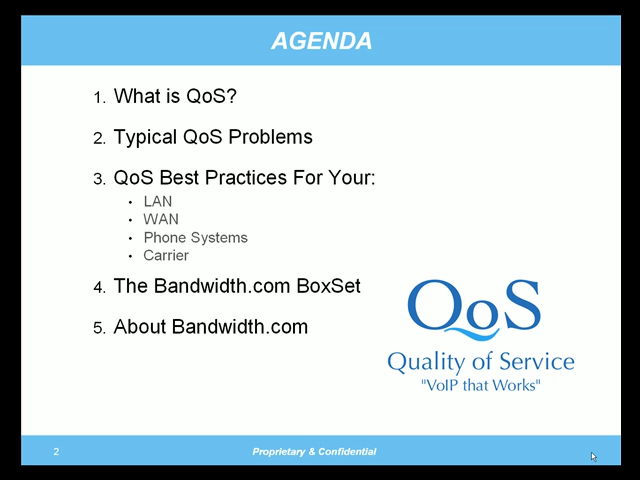 AGENDA
1. What is QoS?
2. Typical QoS Problems
3. QoS Best Practices For Your:
• LAN
• WAN
• Phone Systems
• Carrier
4. The Bandwidth.com BoxSet
5. About Bandwidth.com
QoS
Quality of Service
"VoIP that Works"
2
Proprietary & Confidential